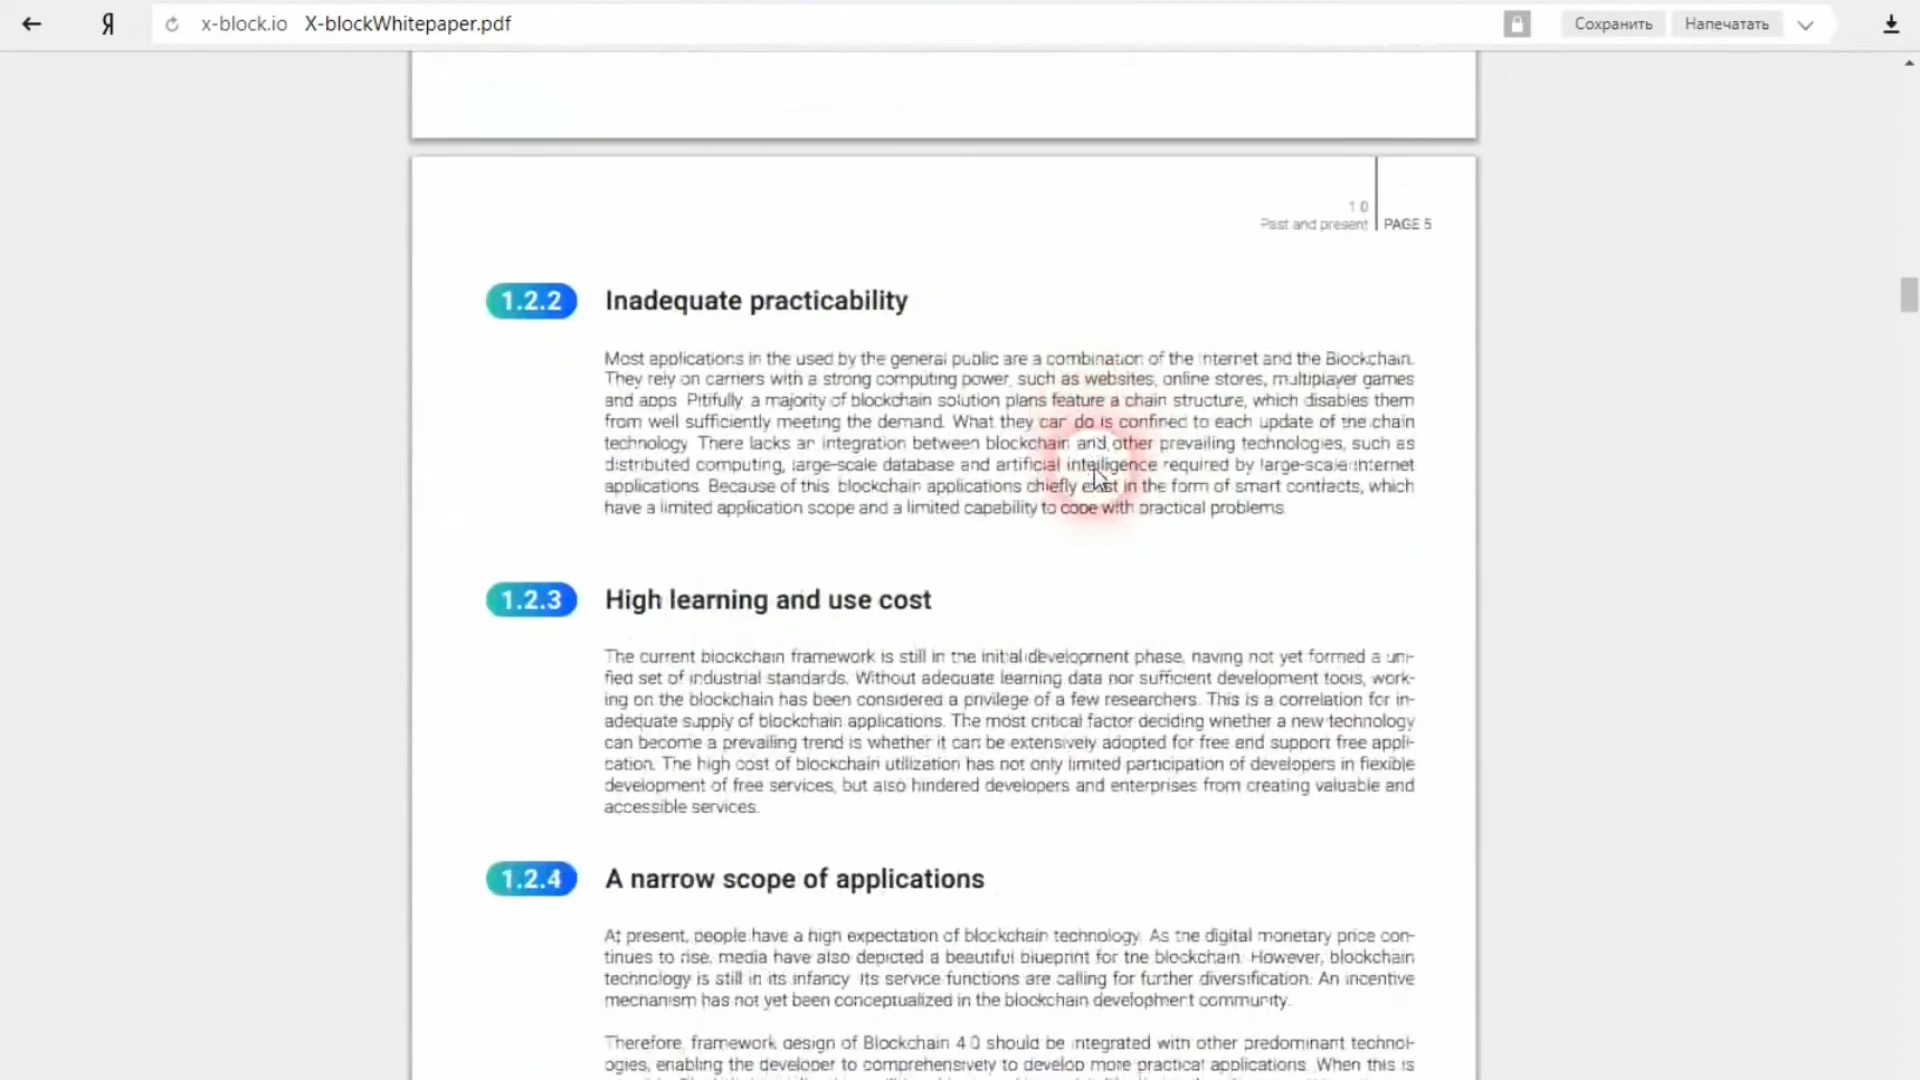 Я x-block.io X-blockWhitepaper.pdf Сохранить Напечатать
1.0
Past and present PAGE 5
1.2.2 Inadequate practicability
Most applications in the used by the general public are a combination of the Internet and the Blockchain.
They rely on carriers with a strong computing power, such as websites, online stores, multiplayer games
and apps. Pitifully, a majority of blockchain solution plans feature a chain structure, which disables them
from well sufficiently meeting the demand. What they can do is confined to each update of the chain
technology. There lacks an integration between blockchain and other prevailing technologies, such as
distributed computing, large-scale database and artificial intelligence required by large-scale internet
applications. Because of this, blockchain applications chiefly exist in the form of smart contracts, which
have a limited application scope and a limited capability to cope with practical problems.
1.2.3 High learning and use cost
The current blockchain framework is still in the initial development phase, having not yet formed a uni-
fied set of industrial standards. Without adequate learning data nor sufficient development tools, work-
ing on the blockchain has been considered a privilege of a few researchers. This is a correlation for in-
adequate supply of blockchain applications. The most critical factor deciding whether a new technology
can become a prevailing trend is whether it can be extensively adopted for free and support free appli-
cation. The high cost of blockchain utilization has not only limited participation of developers in flexible
development of free services, but also hindered developers and enterprises from creating valuable and
accessible services.
1.2.4 A narrow scope of applications
At present, people have a high expectation of blockchain technology. As the digital monetary price con-
tinues to rise, media have also depicted a beautiful blueprint for the blockchain. However, blockchain
technology is still in its infancy. Its service functions are calling for further diversification. An incentive
mechanism has not yet been conceptualized in the blockchain development community.
Therefore, framework design of Blockchain 4.0 should be integrated with other predominant technol-
ogies, enabling the developer to comprehensively to develop more practical applications. When this is